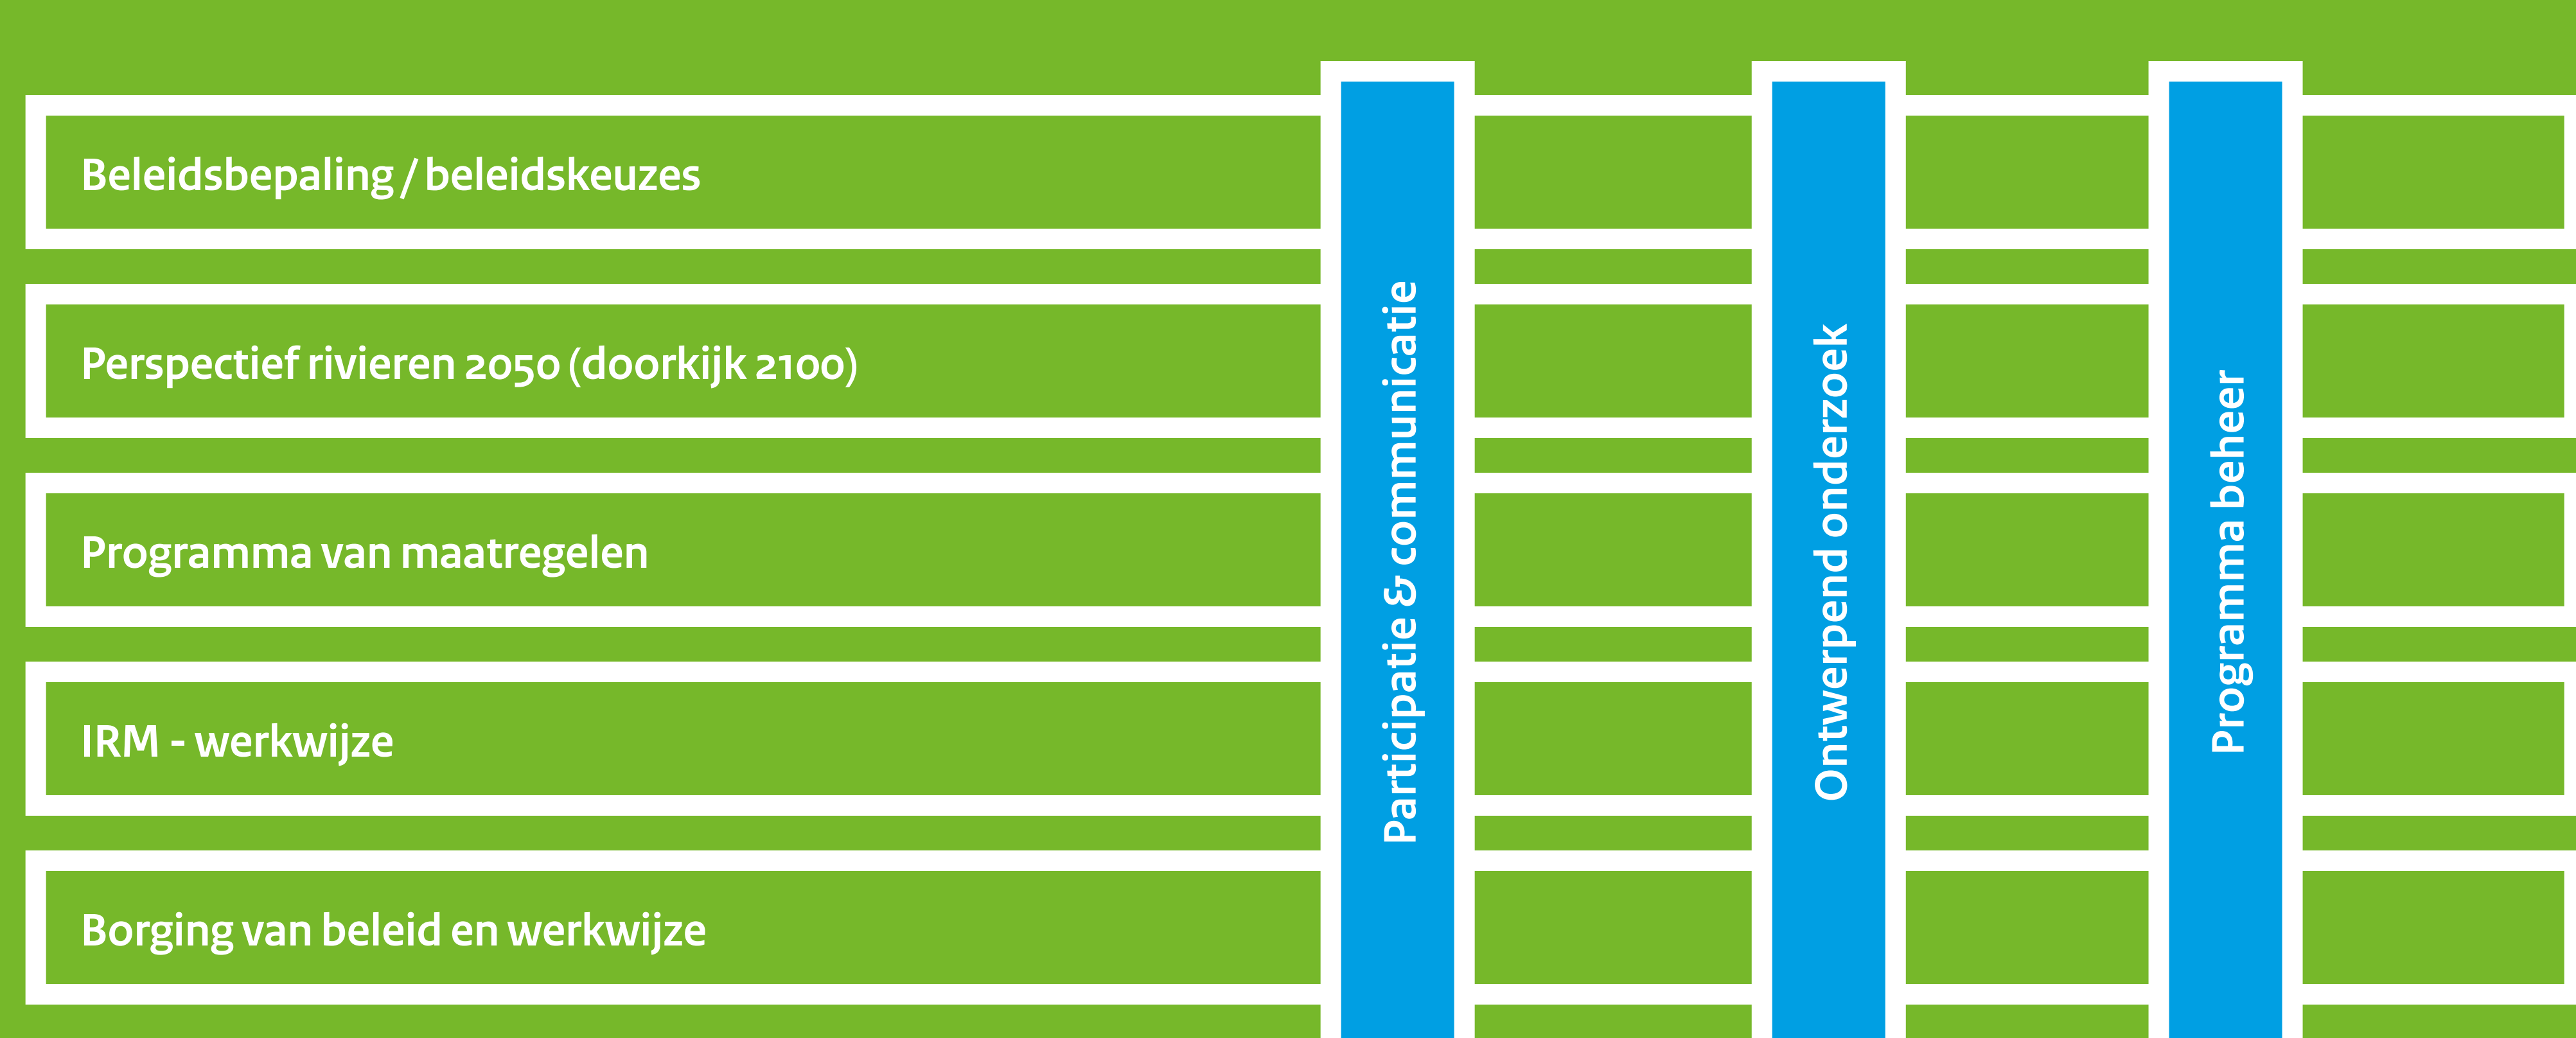 Beleidsbepaling / beleidskeuzes
Perspectief rivieren 2050 (doorkijk 2100)
Programma van maatregelen
IRM - werkwijze
Borging van beleid en werkwijze
Participatie & communicatie
Ontwerpend onderzoek
Programma beheer